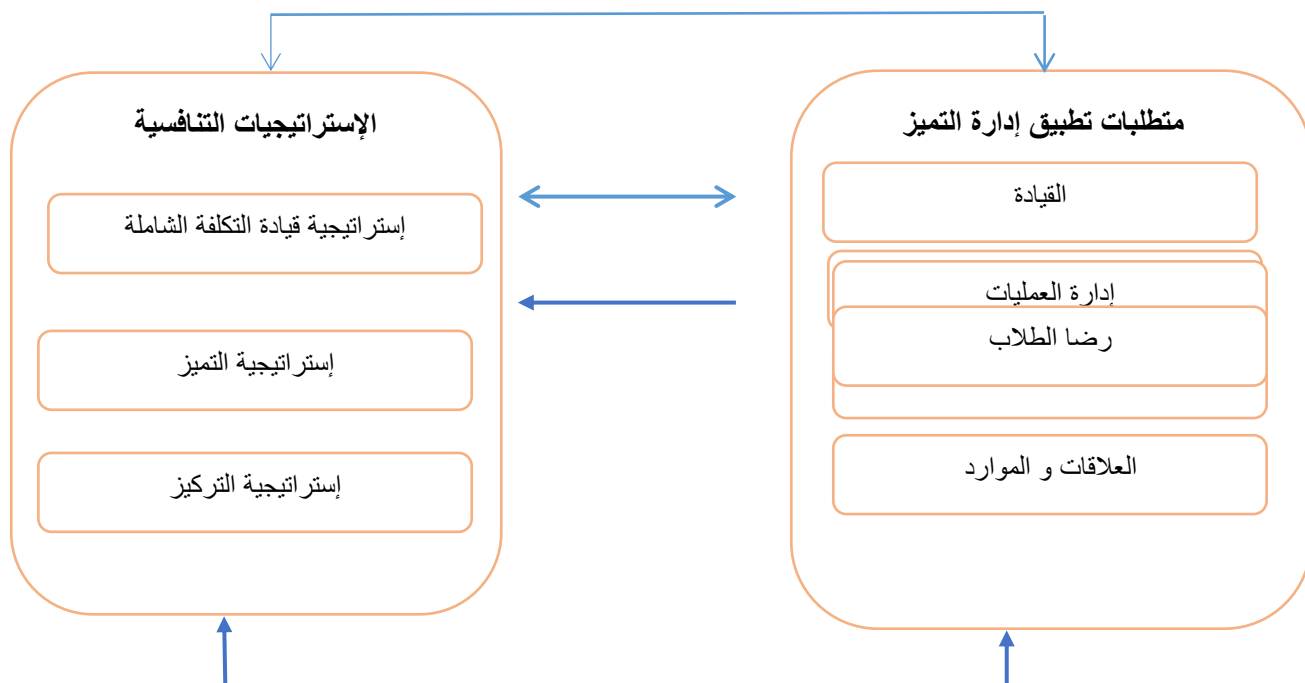 متطلبات تطبيق إدارة التميز
القيادة
إدارة العمليات
رضا الطلاب
العلاقات و الموارد
الإستراتيجيات التنافسية
إستراتيجية قيادة التكلفة الشاملة
إستراتيجية التميز
إستراتيجية التركيز